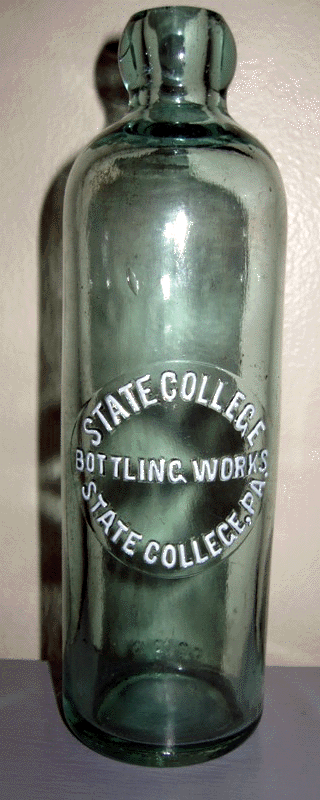 STATE COLLEGE
BOTTLING WORKS
STATE COLLEGE, PA.